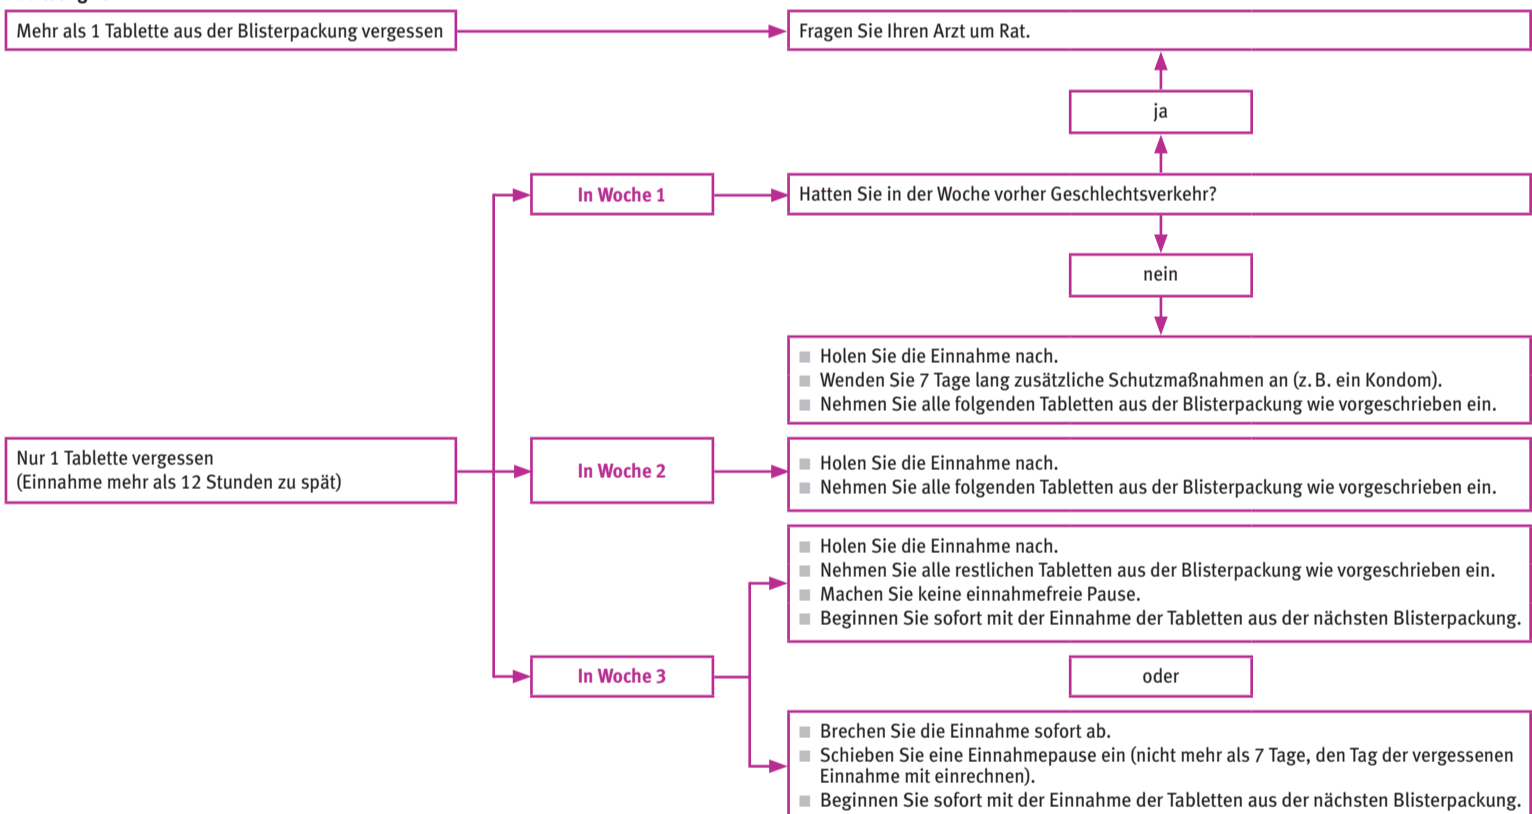 Mehr als 1 Tablette aus der Blisterpackung vergessen
Fragen Sie Ihren Arzt um Rat.
ja
In Woche 1
Hatten Sie in der Woche vorher Geschlechtsverkehr?
nein
■ Holen Sie die Einnahme nach.
■ Wenden Sie 7 Tage lang zusätzliche Schutzmaßnahmen an (z. B. ein Kondom).
■ Nehmen Sie alle folgenden Tabletten aus der Blisterpackung wie vorgeschrieben ein.
Nur 1 Tablette vergessen
(Einnahme mehr als 12 Stunden zu spät)
In Woche 2
■ Holen Sie die Einnahme nach.
■ Nehmen Sie alle folgenden Tabletten aus der Blisterpackung wie vorgeschrieben ein.
■ Holen Sie die Einnahme nach.
■ Nehmen Sie alle restlichen Tabletten aus der Blisterpackung wie vorgeschrieben ein.
■ Machen Sie keine einnahmefreie Pause.
■ Beginnen Sie sofort mit der Einnahme der Tabletten aus der nächsten Blisterpackung.
In Woche 3
oder
■ Brechen Sie die Einnahme sofort ab.
■ Schieben Sie eine Einnahmepause ein (nicht mehr als 7 Tage, den Tag der vergessenen
Einnahme mit einrechnen).
■ Beginnen Sie sofort mit der Einnahme der Tabletten aus der nächsten Blisterpackung.